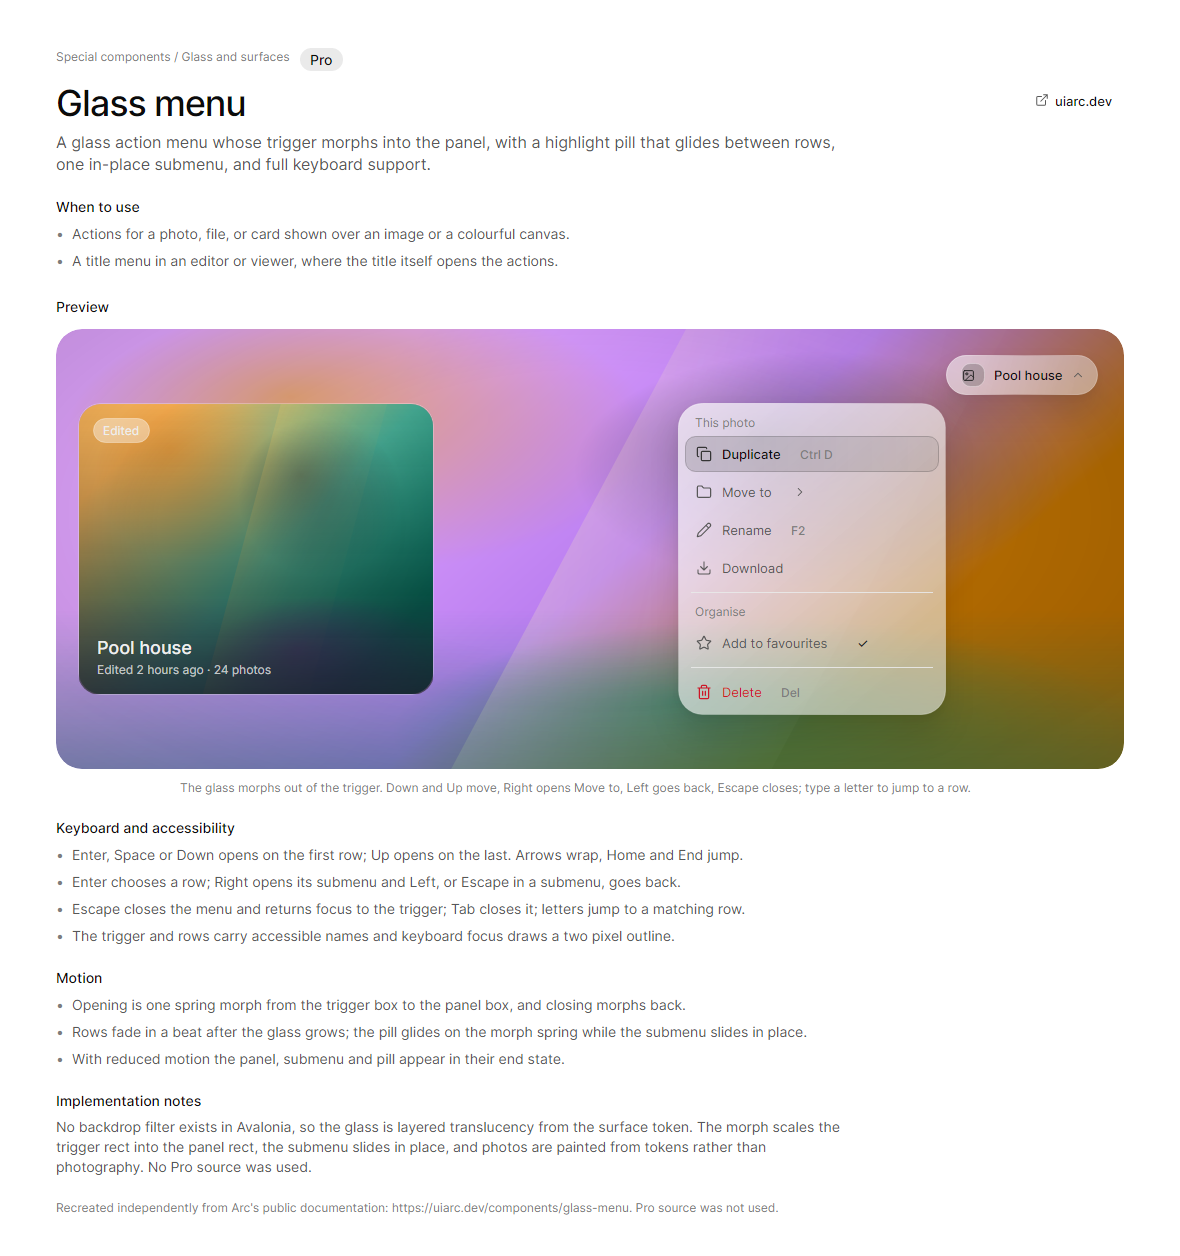 Special components / Glass and surfaces
Pro
Glass menu
uiarc.dev
A glass action menu whose trigger morphs into the panel, with a highlight pill that glides between rows,
one in-place submenu, and full keyboard support.
When to use
• Actions for a photo, file, or card shown over an image or a colourful canvas.
• A title menu in an editor or viewer, where the title itself opens the actions.
Preview
Pool house
Edited
Pool house
Edited 2 hours ago · 24 photos
This photo
Duplicate Ctrl D
Move to
Rename F2
Download
Organise
Add to favourites
Delete Del
The glass morphs out of the trigger. Down and Up move, Right opens Move to, Left goes back, Escape closes; type a letter to jump to a row.
Keyboard and accessibility
• Enter, Space or Down opens on the first row; Up opens on the last. Arrows wrap, Home and End jump.
• Enter chooses a row; Right opens its submenu and Left, or Escape in a submenu, goes back.
• Escape closes the menu and returns focus to the trigger; Tab closes it; letters jump to a matching row.
• The trigger and rows carry accessible names and keyboard focus draws a two pixel outline.
Motion
• Opening is one spring morph from the trigger box to the panel box, and closing morphs back.
• Rows fade in a beat after the glass grows; the pill glides on the morph spring while the submenu slides in place.
• With reduced motion the panel, submenu and pill appear in their end state.
Implementation notes
No backdrop filter exists in Avalonia, so the glass is layered translucency from the surface token. The morph scales the
trigger rect into the panel rect, the submenu slides in place, and photos are painted from tokens rather than
photography. No Pro source was used.
Recreated independently from Arc's public documentation: https://uiarc.dev/components/glass-menu. Pro source was not used.